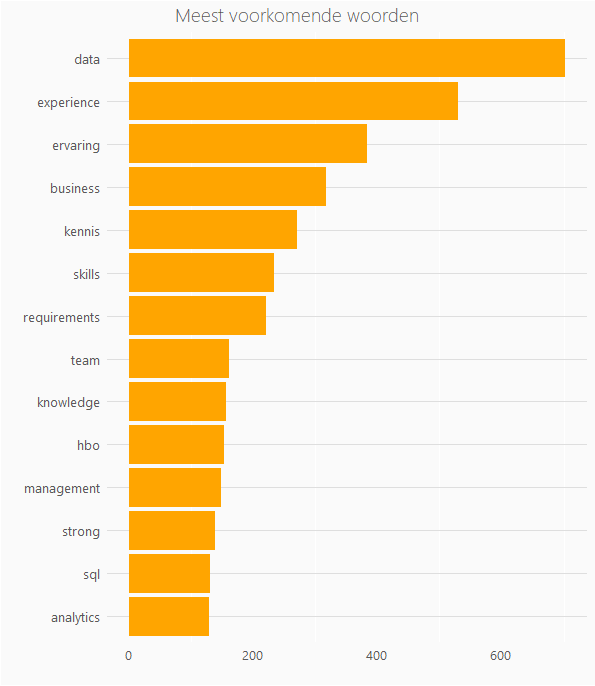 Meest voorkomende woorden
data
experience
ervaring
business
kennis
skills
requirements
team
knowledge
hbo
management
strong
sql
analytics
0 200 400 600